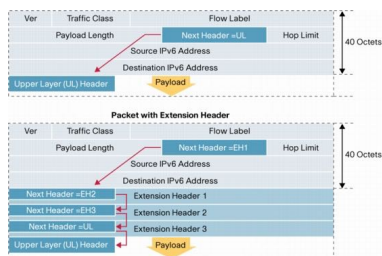 Ver Traffic Class Flow Label
Payload Length Next Header =UL Hop Limit
40 Octets
Source IPv6 Address
Destination IPv6 Address
Upper Layer (UL) Header Payload
Packet with Extension Header
Ver Traffic Class Flow Label
Payload Length Next Header =EH1 Hop Limit
40 Octets
Source IPv6 Address
Destination IPv6 Address
Next Header =EH2 Extension Header 1
Next Header =EH3 Extension Header 2
Next Header =UL Extension Header 3
Upper Layer (UL) Header Payload